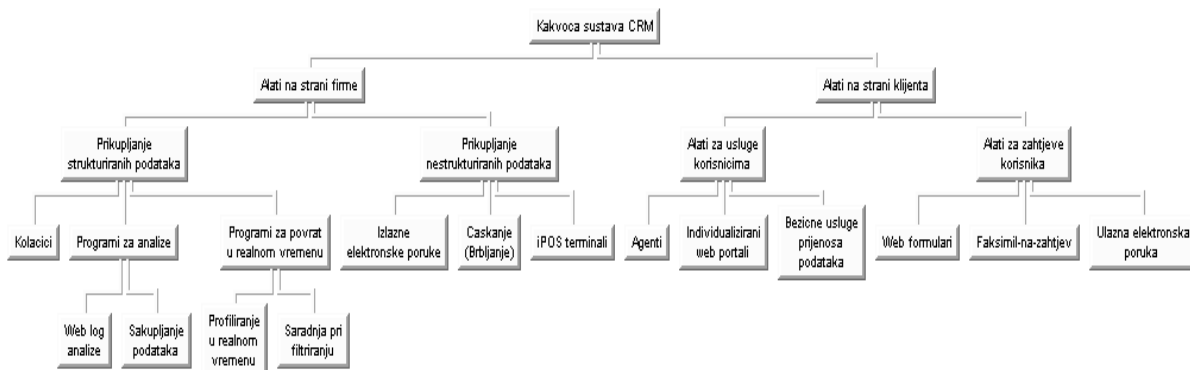 Kakvoca sustava CRM
Alati na strani firme
Alati na strani klijenta
Prikupljanje
strukturiranih podataka
Prikupljanje
nestrukturiranih podataka
Alati za usluge
korisnicima
Alati za zahtjeve
korisnika
Kolacici
Programi za analize
Programi za povrat
u realnom vremenu
Izlazne
elektronske poruke
Caskanje
(Brbljanje)
iPOS terminali
Agenti
Individualizirani
web portali
Bezicne usluge
prijenosa
podataka
Web formulari
Faksimil-na-zahtjev
Ulazna elektronska
poruka
Web log
analize
Sakupljanje
podataka
Profiliranje
u realnom
vremenu
Saradnja pri
filtriranju